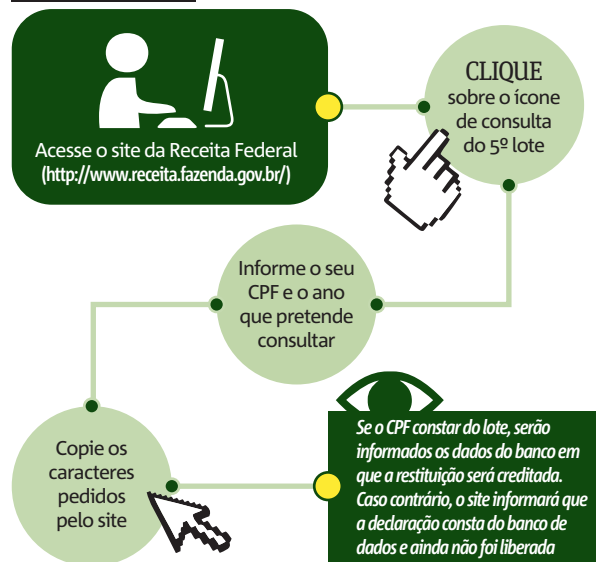 Acesse o site da Receita Federal
(http://www.receita.fazenda.gov.br/)
CLIQUE
sobre o ícone
de consulta
do 5º lote
Informe o seu
CPF e o ano
que pretende
consultar
Copie os
caracteres
pedidos
pelo site
Se o CPF constar do lote, serão
informados os dados do banco em
que a restituição será creditada.
Caso contrário, o site informará que
a declaração consta do banco de
dados e ainda não foi liberada